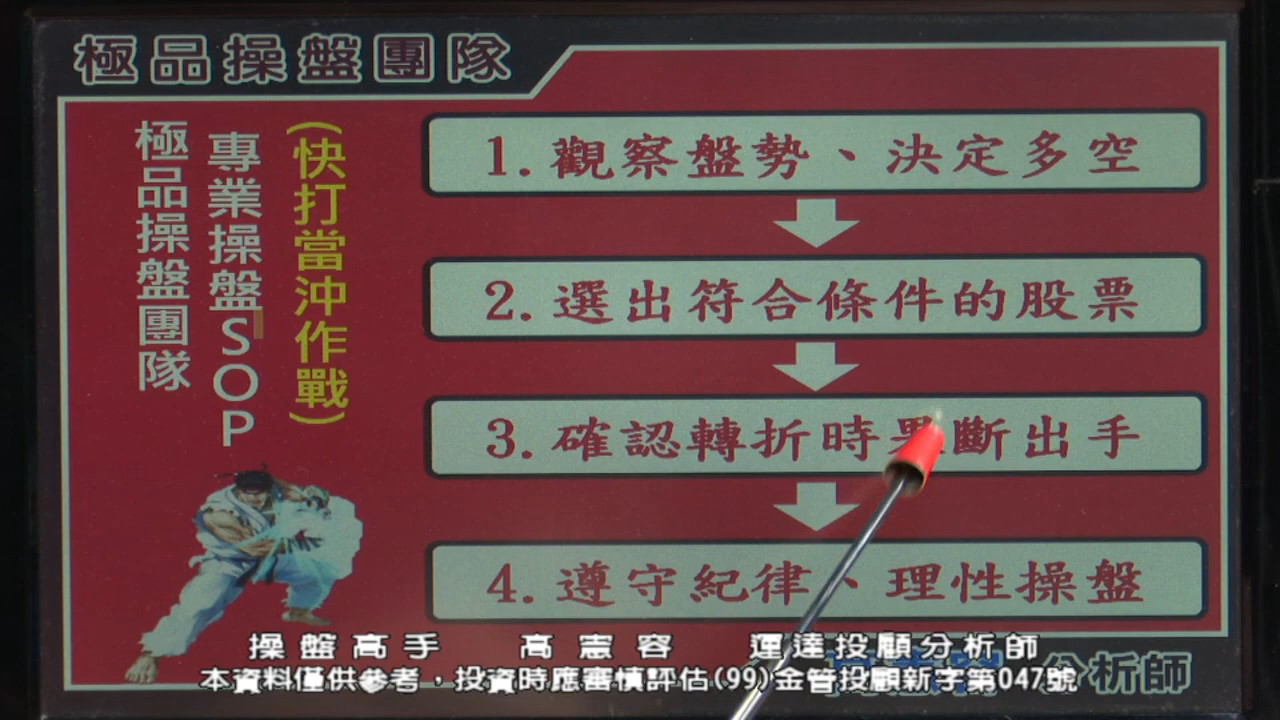 極品操盤團隊
(快打當沖作戰)
專業操盤SOP
極品操盤團隊
1.觀察盤勢、決定多空
2.選出符合條件的股票
3.確認轉折時果斷出手
4.遵守紀律、理性操盤
分析師
操盤高手 高憲容 運達投顧分析師
本資料僅供參考，投資時應審慎評估(99)金管投顧新字第047號